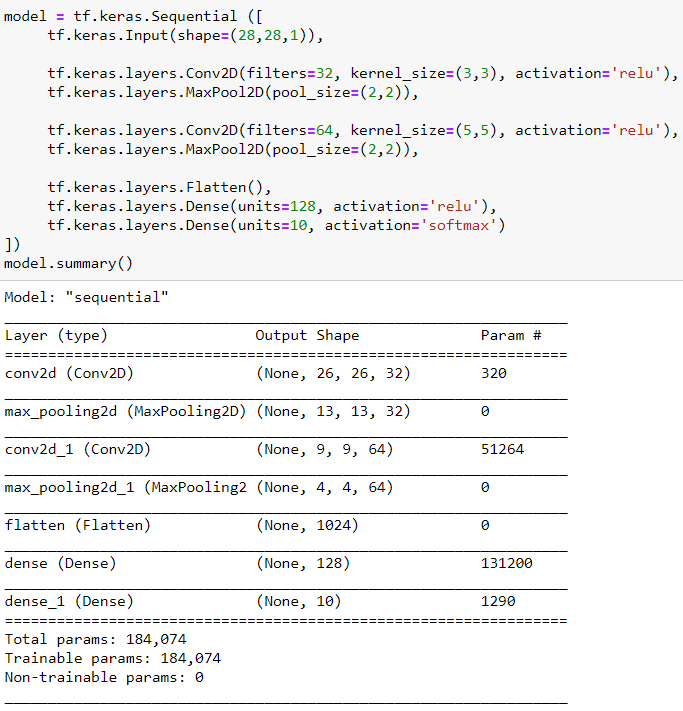 model = tf.keras.Sequential ([
     tf.keras.Input(shape=(28,28,1)),
     tf.keras.layers.Conv2D(filters=32, kernel_size=(3,3), activation='relu'),
     tf.keras.layers.MaxPool2D(pool_size=(2,2)),
     tf.keras.layers.Conv2D(filters=64, kernel_size=(5,5), activation='relu'),
     tf.keras.layers.MaxPool2D(pool_size=(2,2)),
     tf.keras.layers.Flatten(),
     tf.keras.layers.Dense(units=128, activation='relu'),
     tf.keras.layers.Dense(units=10, activation='softmax')
])
model.summary()
Model: "sequential"
_________________________________________________________________
Layer (type)                 Output Shape              Param #
=================================================================
conv2d (Conv2D)              (None, 26, 26, 32)        320
_________________________________________________________________
max_pooling2d (MaxPooling2D) (None, 13, 13, 32)        0
_________________________________________________________________
conv2d_1 (Conv2D)            (None, 9, 9, 64)          51264
_________________________________________________________________
max_pooling2d_1 (MaxPooling2 (None, 4, 4, 64)          0
_________________________________________________________________
flatten (Flatten)            (None, 1024)              0
_________________________________________________________________
dense (Dense)                (None, 128)               131200
_________________________________________________________________
dense_1 (Dense)              (None, 10)                1290
=================================================================
Total params: 184,074
Trainable params: 184,074
Non-trainable params: 0
_________________________________________________________________